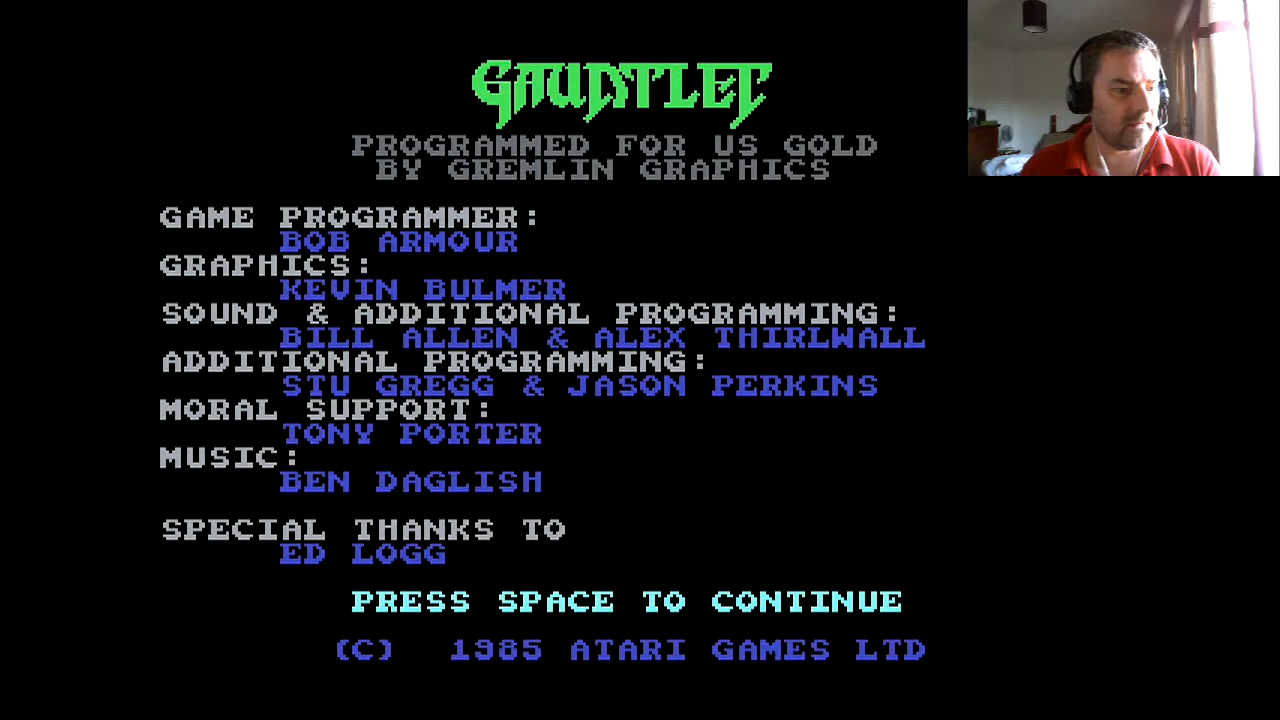 GAUNTLET
PROGRAMMED FOR US GOLD
BY GREMLIN GRAPHICS
GAME PROGRAMMER:
BOB ARMOUR
GRAPHICS:
KEVIN BULMER
SOUND & ADDITIONAL PROGRAMMING:
BILL ALLEN & ALEX THIRLWALL
ADDITIONAL PROGRAMMING:
STU GREGG & JASON PERKINS
MORAL SUPPORT:
TONY PORTER
MUSIC:
BEN DAGLISH
SPECIAL THANKS TO
ED LOGG
PRESS SPACE TO CONTINUE
(C) 1985 ATARI GAMES LTD